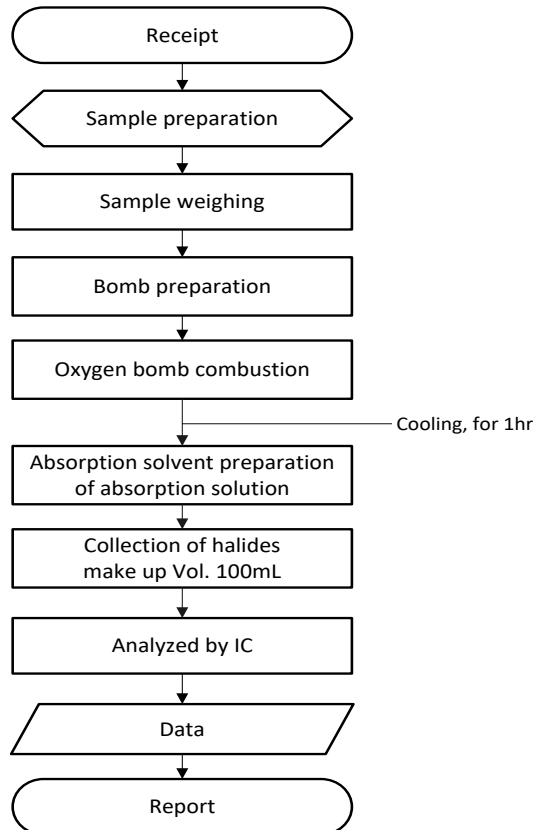 Receipt
Sample preparation
Sample weighing
Bomb preparation
Oxygen bomb combustion
Cooling, for 1hr
Absorption solvent preparation
of absorption solution
Collection of halides
make up Vol. 100mL
Analyzed by IC
Data
Report